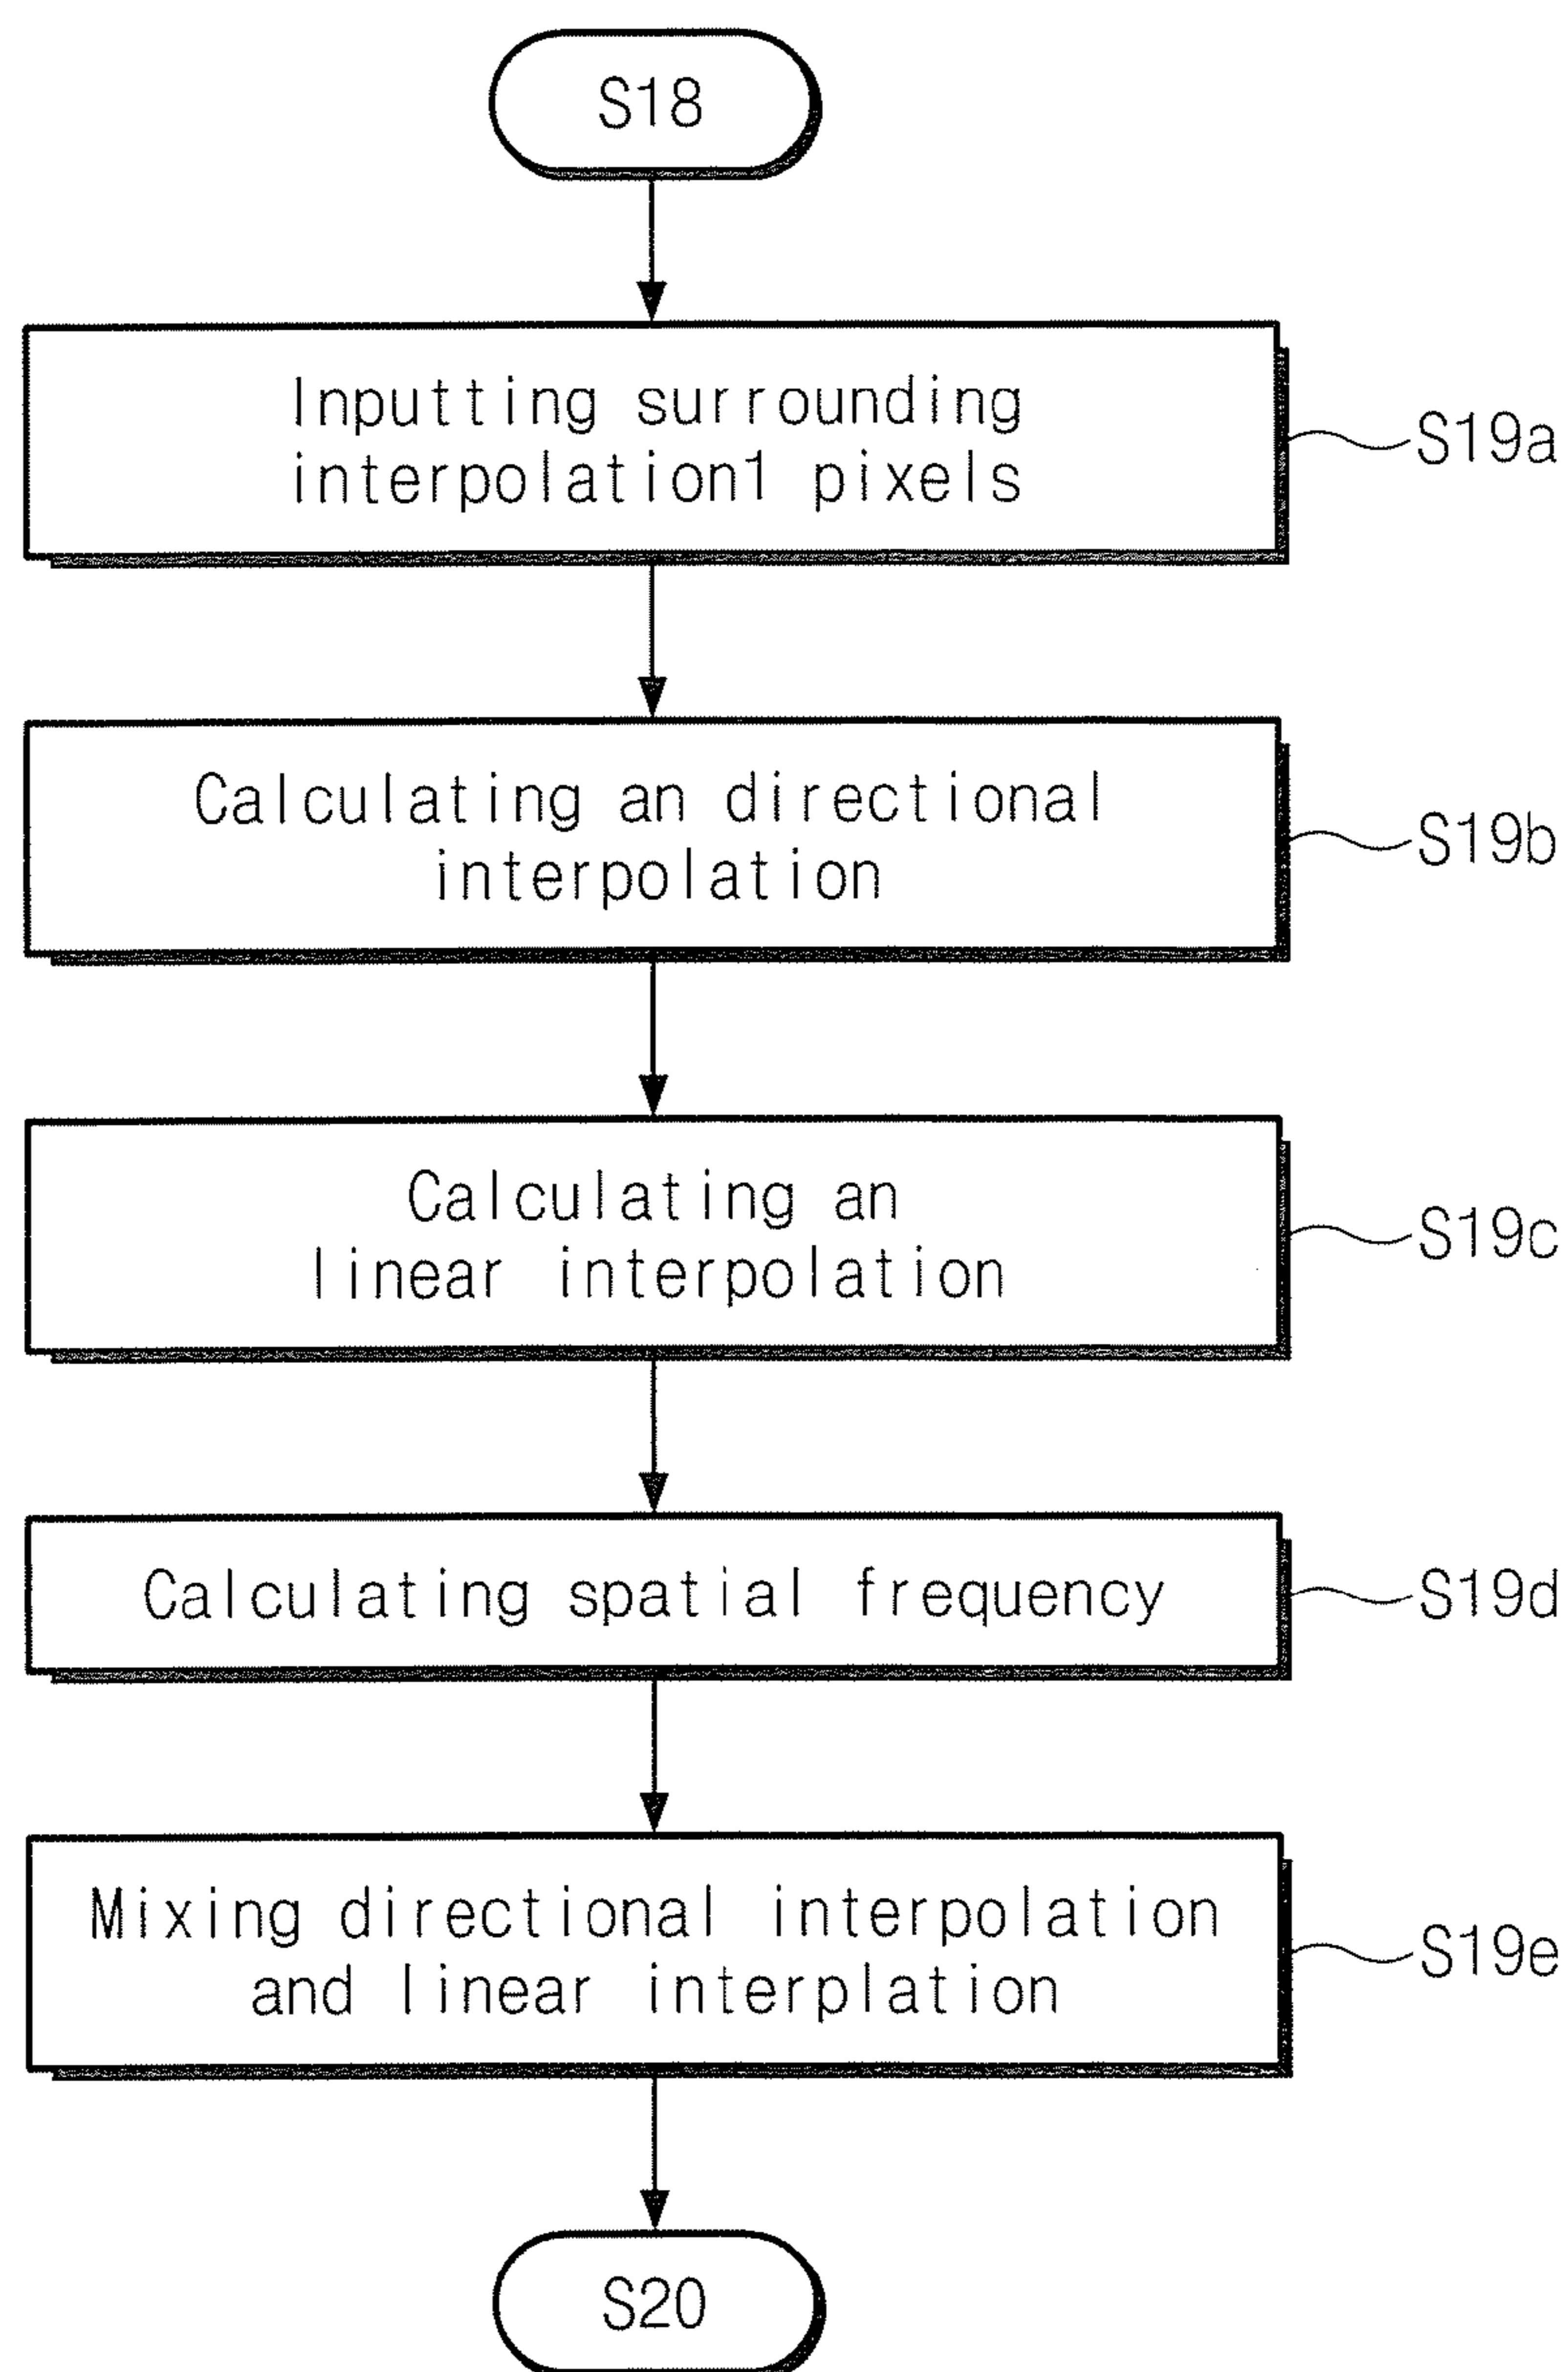 S18
Inputting surrounding
interpolation1 pixels
S19a
Calculating an directional
interpolation
S19b
Calculating an
linear interpolation
S19c
Calculating spatial frequency
S19d
Mixing directional interpolation
and linear interplation
S19e
S20